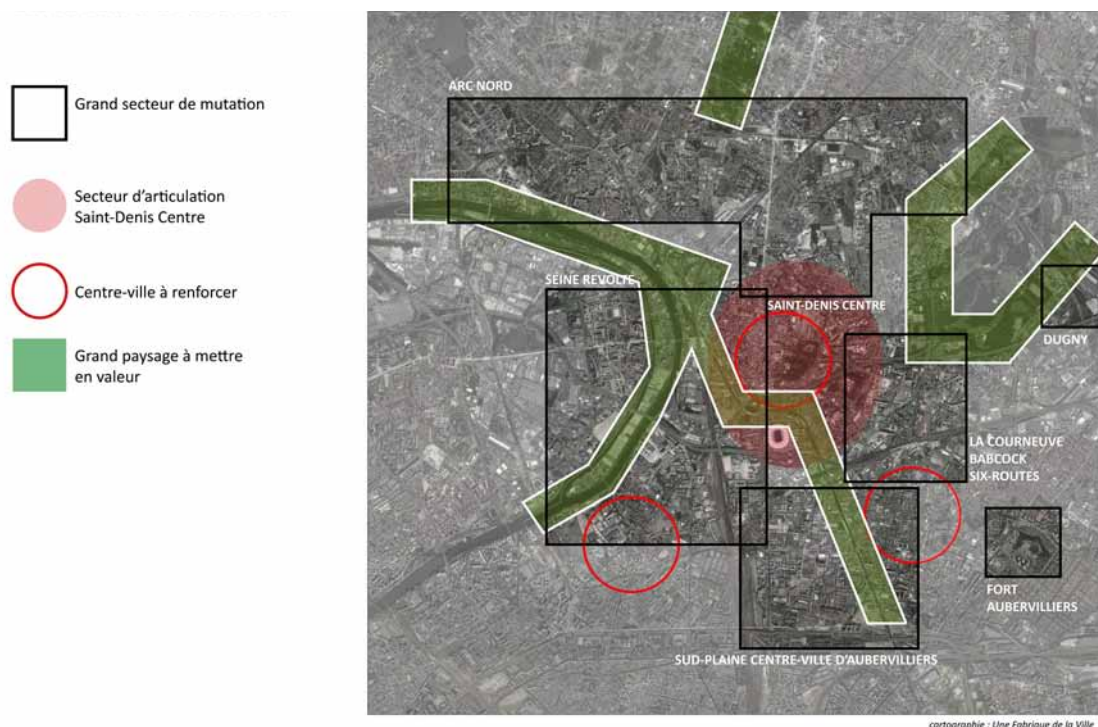 Grand secteur de mutation
Secteur d'articulation
Saint-Denis Centre
Centre-ville à renforcer
Grand paysage à mettre
en valeur
ARC NORD
SEINE REVOLTE
SAINT-DENIS CENTRE
DUGNY
LA COURNEUVE
BABCOCK
SIX-ROUTES
FORT
AUBERVILLIERS
SUD-PLAINE CENTRE-VILLE D'AUBERVILLIERS
cartographie : Une Fabrique de la Ville